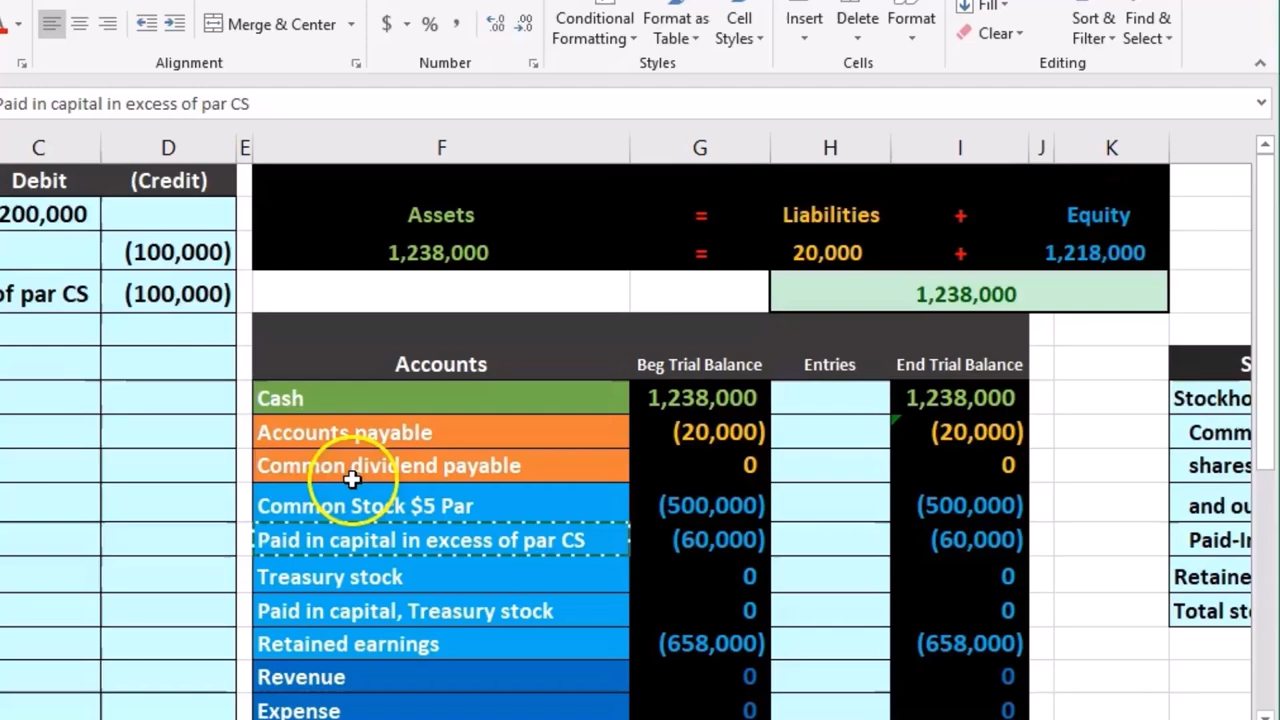 Conditional Format as Cell Insert Delete Format Fill Sort & Find &
Merge & Center $ % , Formatting Table Styles Clear Filter Select
Alignment Number Styles Cells Editing
Paid in capital in excess of par CS
C D E F G H I J K
Debit (Credit)
200,000 Assets = Liabilities + Equity
(100,000) 1,238,000 = 20,000 + 1,218,000
of par CS (100,000) 1,238,000
Accounts Beg Trial Balance Entries End Trial Balance S
Cash 1,238,000 1,238,000 Stockho
Accounts payable (20,000) (20,000) Comm
Common dividend payable 0 0 shares
Common Stock $5 Par (500,000) (500,000) and ou
Paid in capital in excess of par CS (60,000) (60,000) Paid-I
Treasury stock 0 0 Retaine
Paid in capital, Treasury stock 0 0 Total sto
Retained earnings (658,000) (658,000)
Revenue 0 0
Expense 0 0